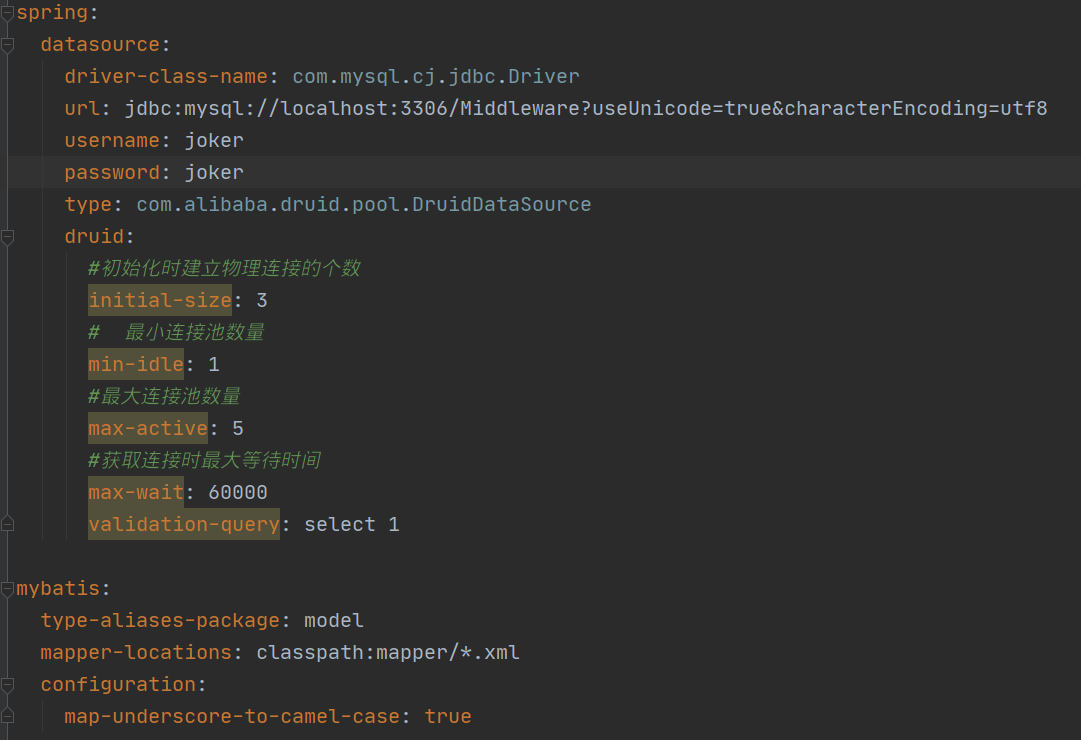 spring:
  datasource:
    driver-class-name: com.mysql.cj.jdbc.Driver
    url: jdbc:mysql://localhost:3306/Middleware?useUnicode=true&characterEncoding=utf8
    username: joker
    password: joker
    type: com.alibaba.druid.pool.DruidDataSource
    druid:
      #初始化时建立物理连接的个数
      initial-size: 3
      #  最小连接池数量
      min-idle: 1
      #最大连接池数量
      max-active: 5
      #获取连接时最大等待时间
      max-wait: 60000
      validation-query: select 1

mybatis:
  type-aliases-package: model
  mapper-locations: classpath:mapper/*.xml
  configuration:
    map-underscore-to-camel-case: true